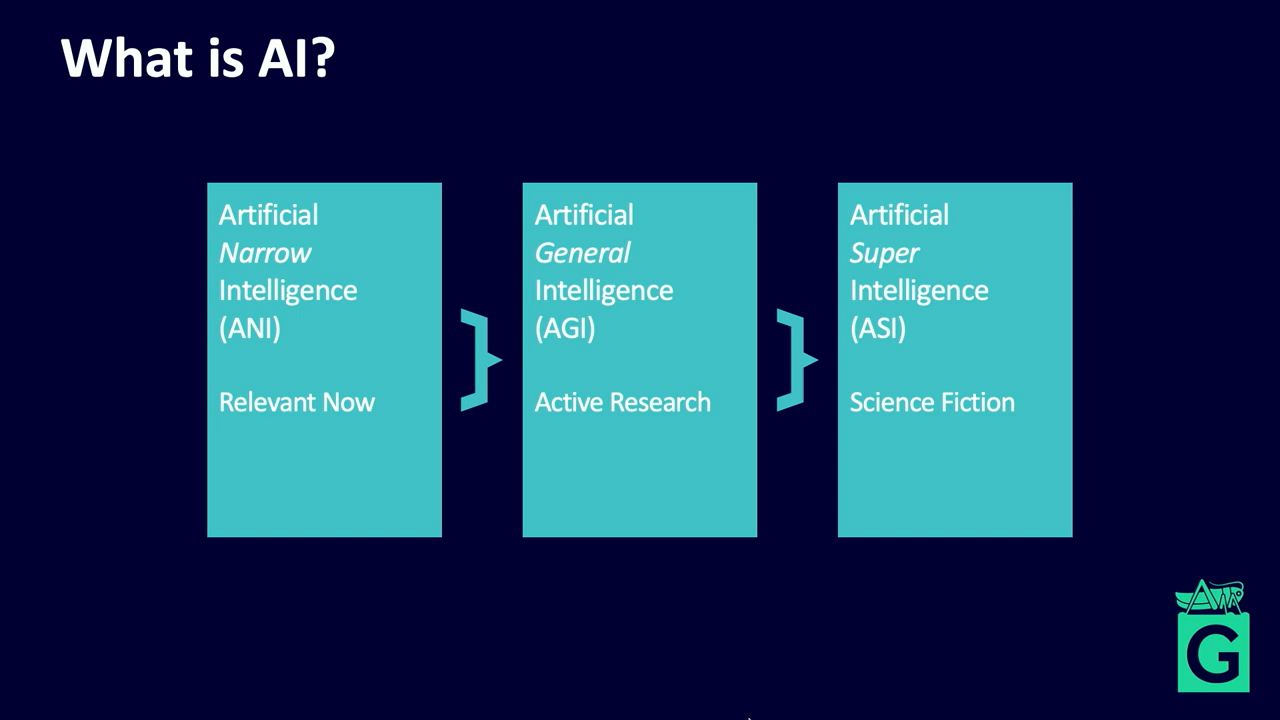 What is AI?
Artificial
Narrow
Intelligence
(ANI)
Relevant Now
Artificial
General
Intelligence
(AGI)
Active Research
Artificial
Super
Intelligence
(ASI)
Science Fiction
G